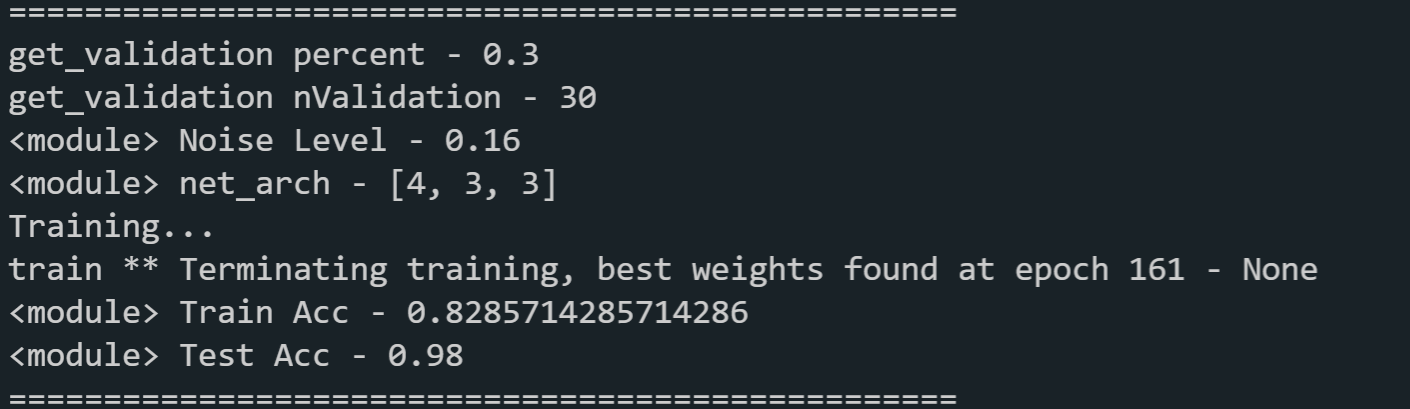 ==================================================
get_validation percent - 0.3
get_validation nValidation - 30
<module> Noise Level - 0.16
<module> net_arch - [4, 3, 3]
Training...
train ** Terminating training, best weights found at epoch 161 - None
<module> Train Acc - 0.8285714285714286
<module> Test Acc - 0.98
==================================================